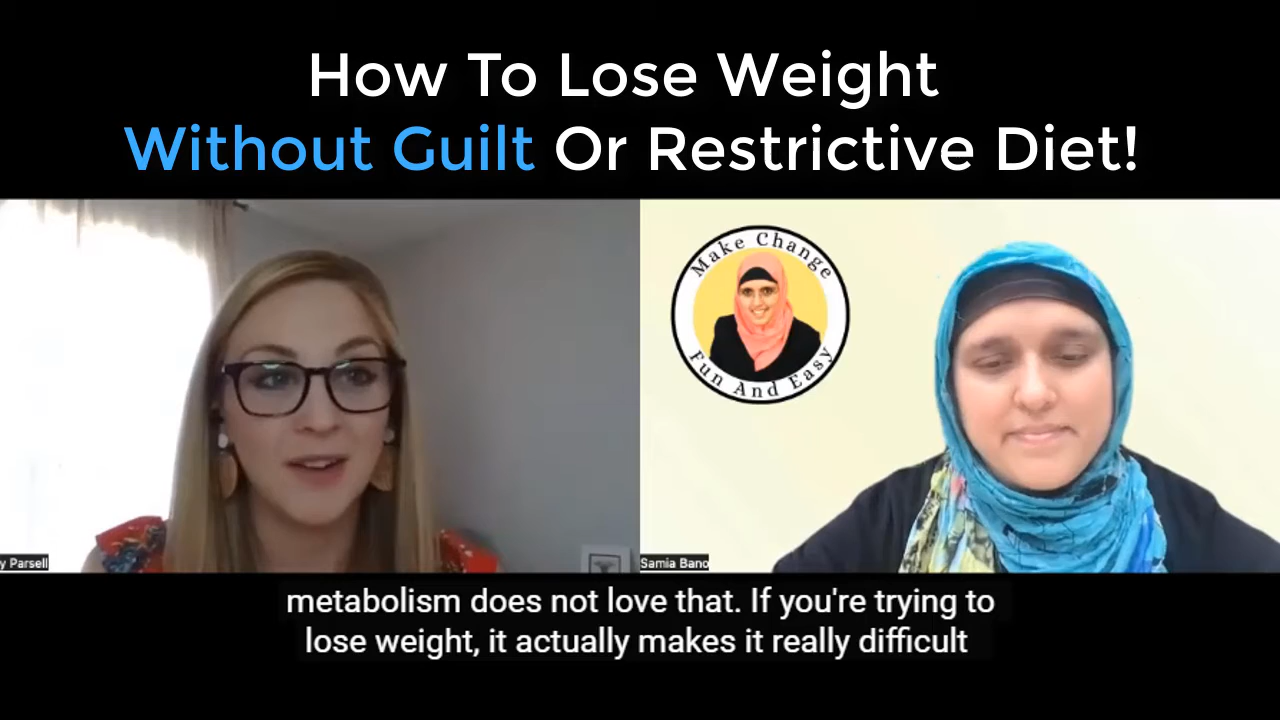 How To Lose Weight
Without Guilt Or Restrictive Diet!
Make Change
Fun And Easy
y Parsell
Samia Bano
metabolism does not love that. If you're trying to
lose weight, it actually makes it really difficult